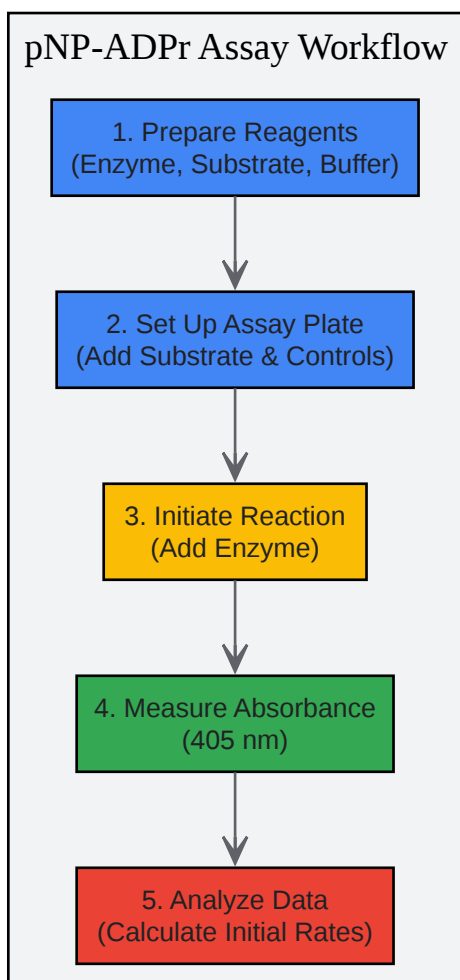 pNP-ADPr Assay Workflow
1. Prepare Reagents
(Enzyme, Substrate, Buffer)
2. Set Up Assay Plate
(Add Substrate & Controls)
3. Initiate Reaction
(Add Enzyme)
4. Measure Absorbance
(405 nm)
5. Analyze Data
(Calculate Initial Rates)